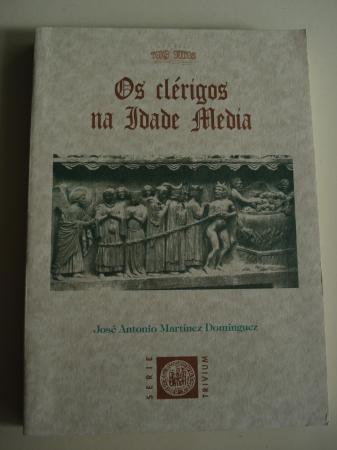 Os clérigos
na Idade Media
José Antonio Martínez Domínguez
SERIE
TRIVIUM